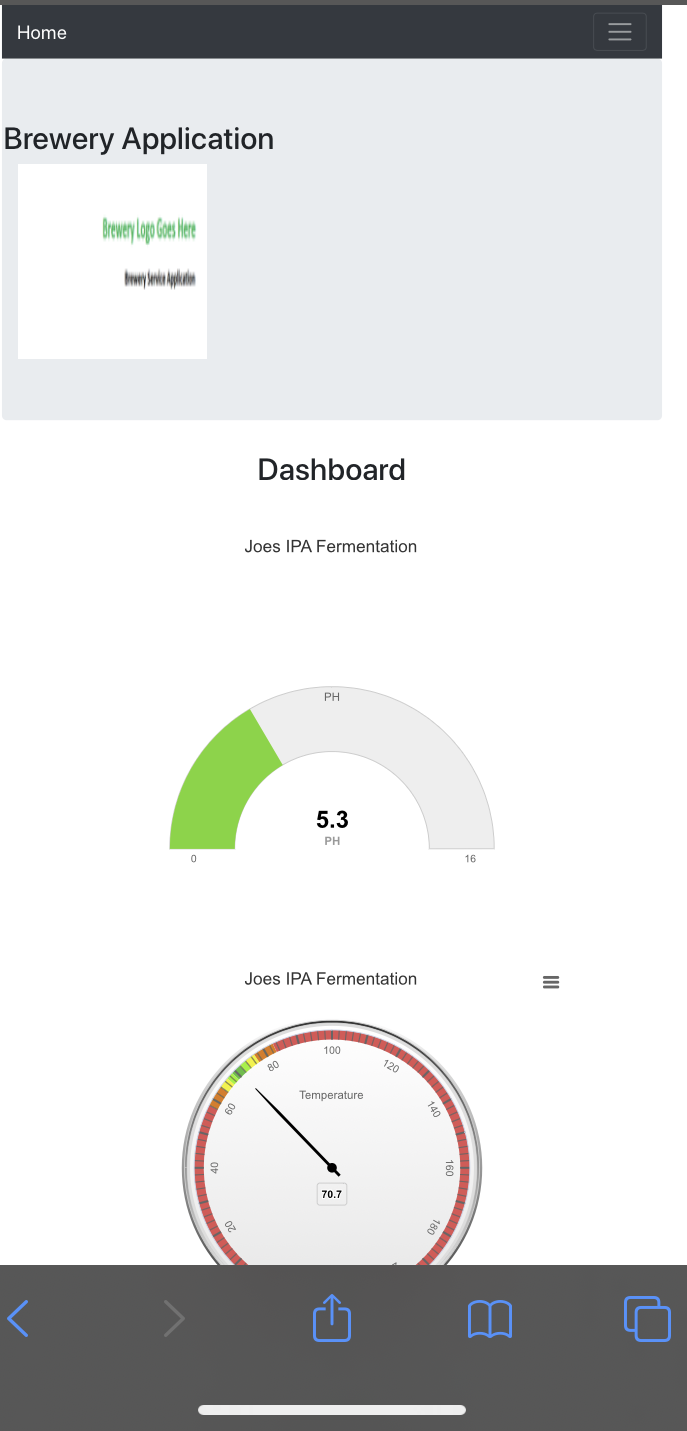 Home
Brewery Application
Brewery Logo Goes Here
Brewery Service Application
Dashboard
Joes IPA Fermentation
PH
5.3
PH
0
16
Joes IPA Fermentation
100
80
120
Temperature
60
140
40
160
70.7
20
180